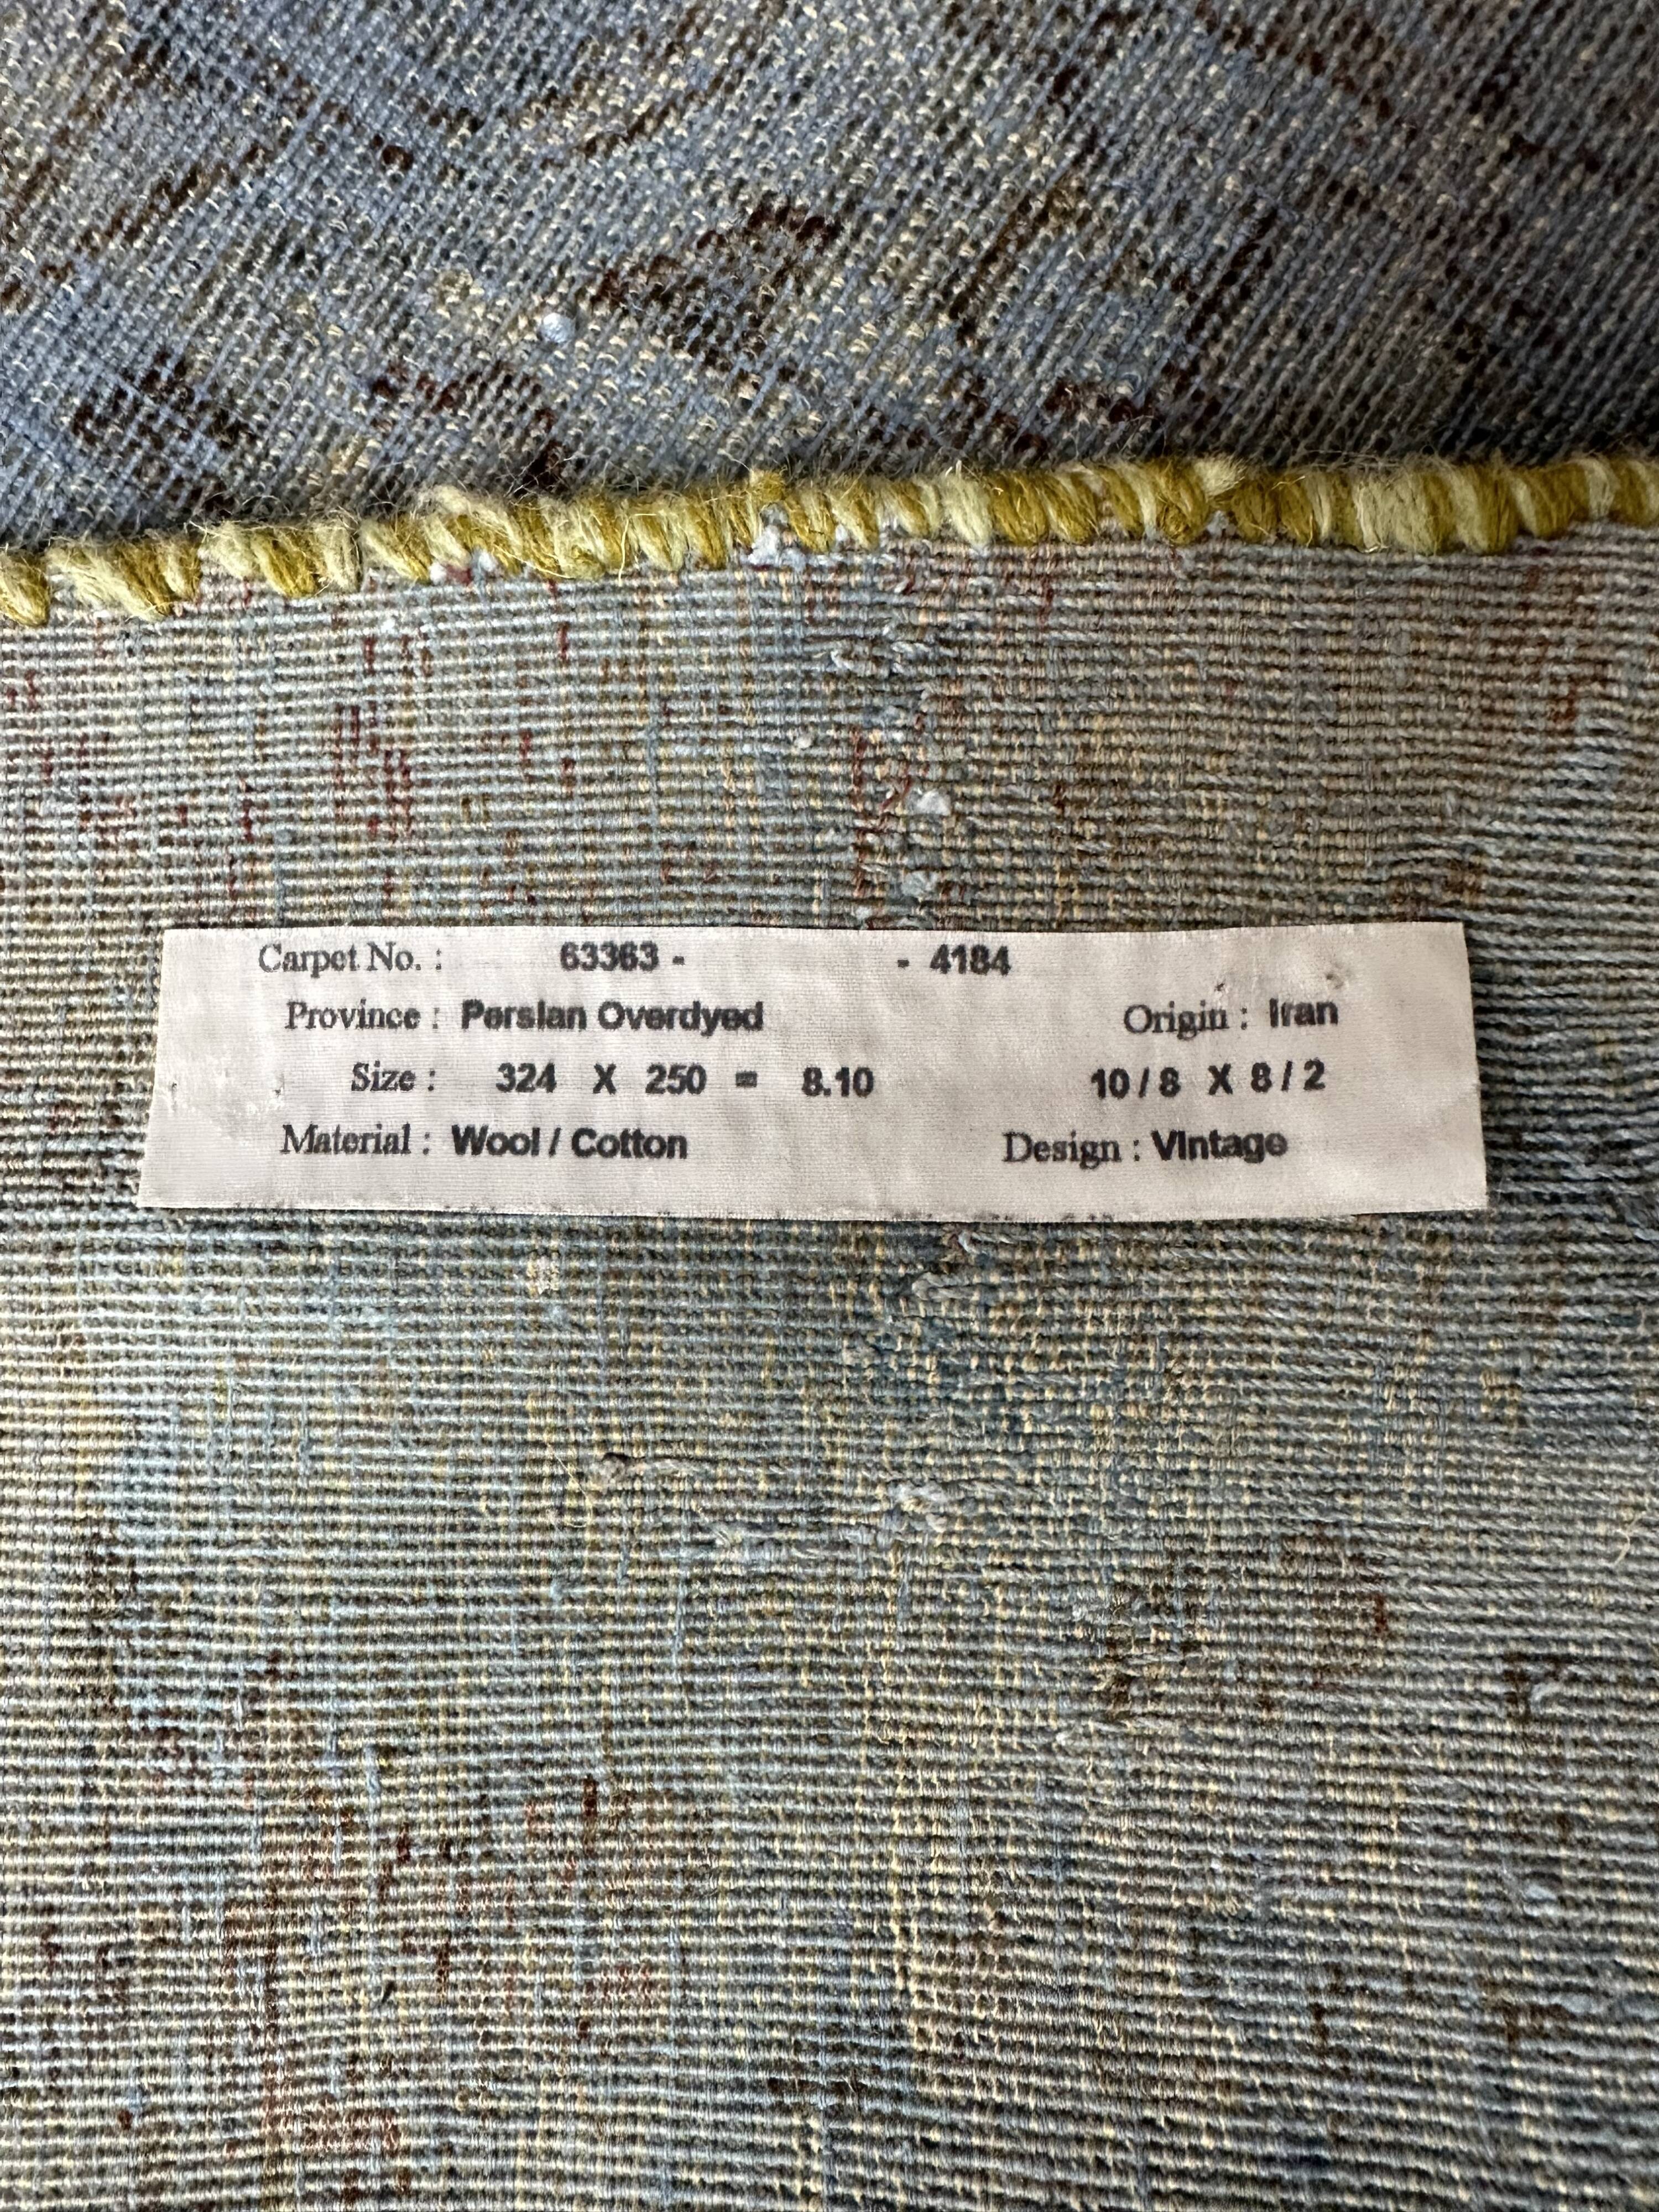 Carpet No. : 63363 - - 4184
Province : Persian Overdyed Origin : Iran
Size : 324 X 250 = 8.10 10 / 8 X 8 / 2
Material : Wool / Cotton Design : Vintage